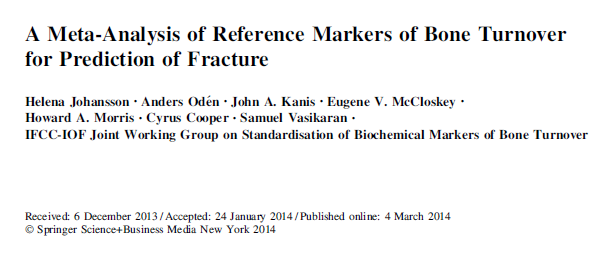 A Meta-Analysis of Reference Markers of Bone Turnover
for Prediction of Fracture
Helena Johansson · Anders Odén · John A. Kanis · Eugene V. McCloskey ·
Howard A. Morris · Cyrus Cooper · Samuel Vasikaran ·
IFCC-IOF Joint Working Group on Standardisation of Biochemical Markers of Bone Turnover
Received: 6 December 2013 / Accepted: 24 January 2014 / Published online: 4 March 2014
© Springer Science+Business Media New York 2014